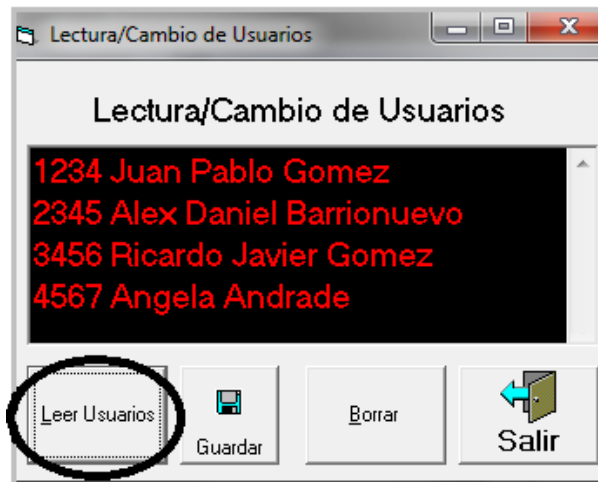 Lectura/Cambio de Usuarios
Lectura/Cambio de Usuarios
1234 Juan Pablo Gomez
2345 Alex Daniel Barrionuevo
3456 Ricardo Javier Gomez
4567 Angela Andrade
Leer Usuarios
Guardar
Borrar
Salir